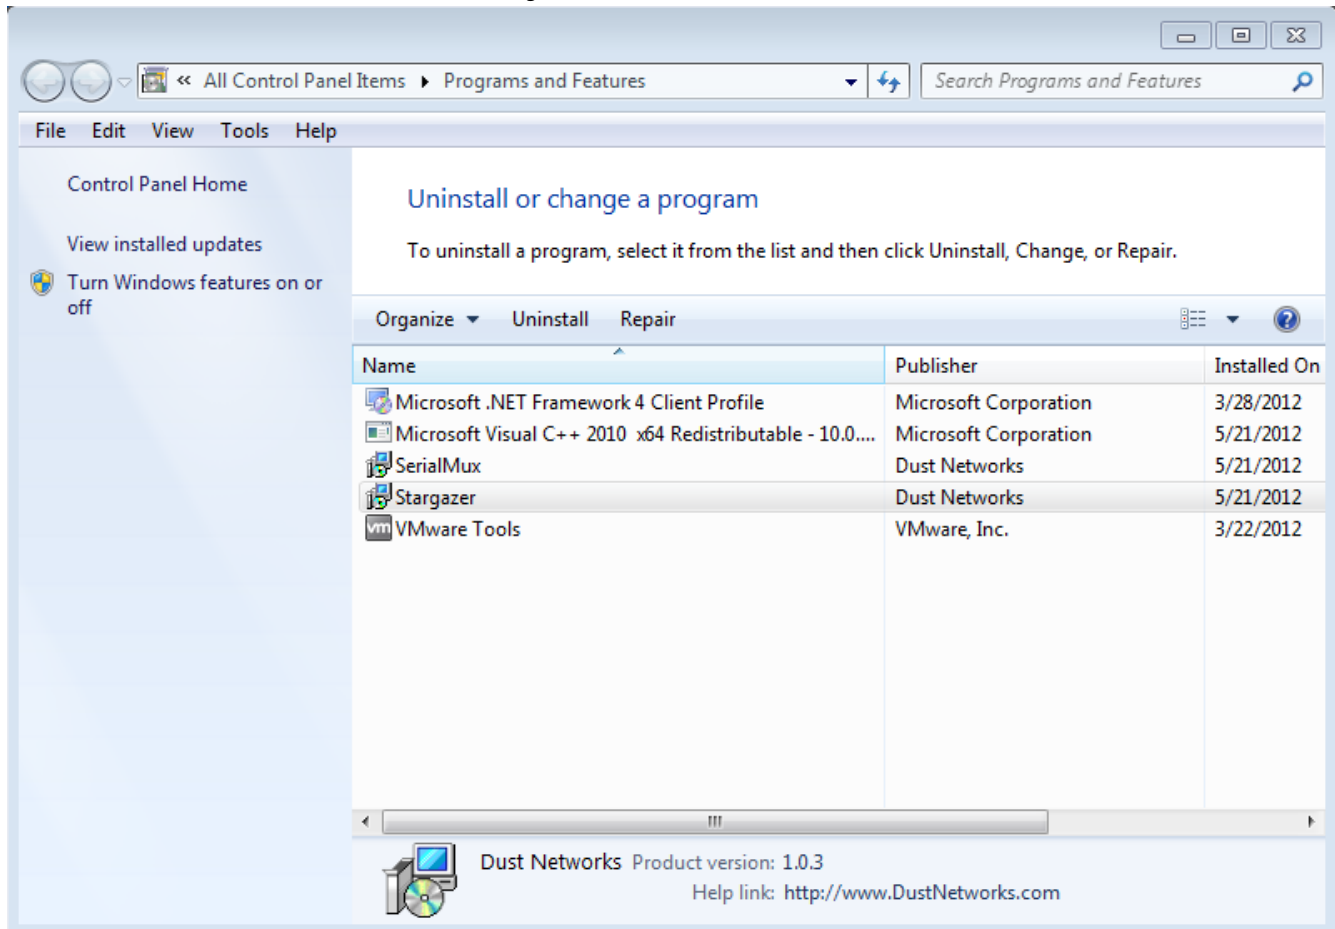 « All Control Panel Items ▸ Programs and Features
Search Programs and Features
File Edit View Tools Help
Control Panel Home
View installed updates
Turn Windows features on or
off
Uninstall or change a program
To uninstall a program, select it from the list and then click Uninstall, Change, or Repair.
Organize Uninstall Repair
Name Publisher Installed On
Microsoft .NET Framework 4 Client Profile Microsoft Corporation 3/28/2012
Microsoft Visual C++ 2010 x64 Redistributable - 10.0.... Microsoft Corporation 5/21/2012
SerialMux Dust Networks 5/21/2012
Stargazer Dust Networks 5/21/2012
vm VMware Tools VMware, Inc. 3/22/2012
Dust Networks Product version: 1.0.3
Help link: http://www.DustNetworks.com